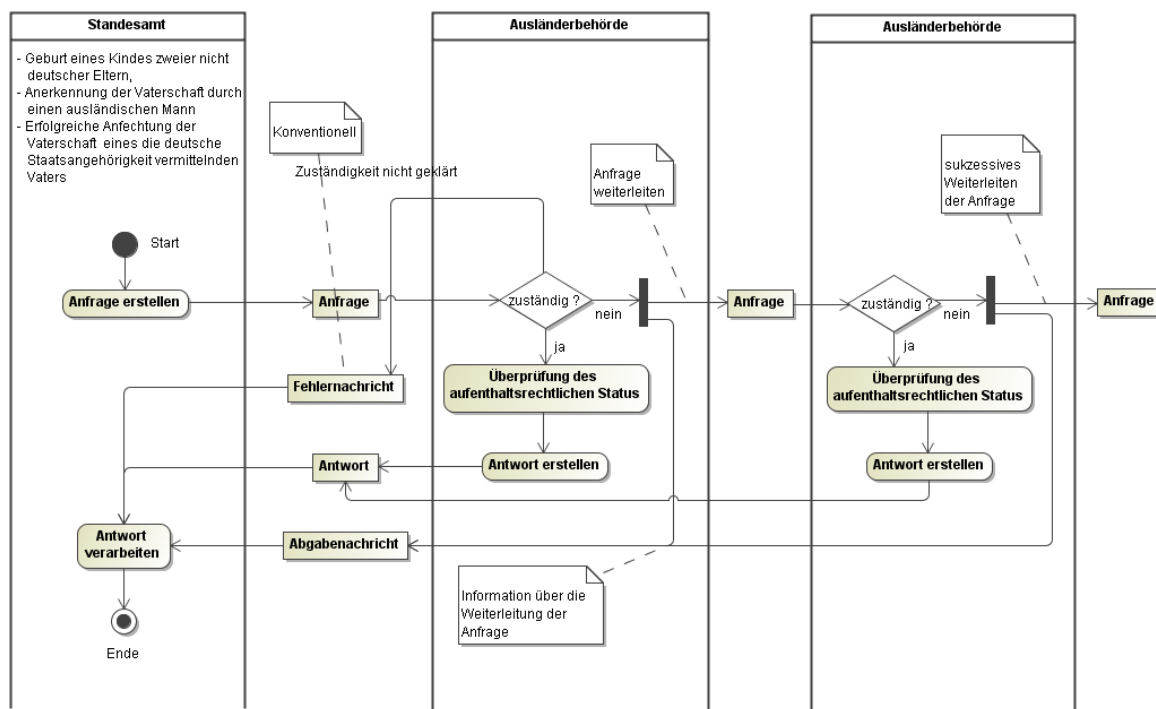 Standesamt
- Geburt eines Kindes zweier nicht
deutscher Eltern,
- Anerkennung der Vaterschaft durch
einen ausländischen Mann
- Erfolgreiche Anfechtung der
Vaterschaft eines die deutsche
Staatsangehörigkeit vermittelnden
Vaters
Start
Anfrage erstellen
Antwort
verarbeiten
Ende
Konventionell
Zuständigkeit nicht geklärt
Anfrage
Fehlernachricht
Antwort
Abgabenachricht
Ausländerbehörde
Anfrage
weiterleiten
zuständig ?
nein
ja
Überprüfung des
aufenthaltsrechtlichen Status
Antwort erstellen
Information über die
Weiterleitung der
Anfrage
Anfrage
Ausländerbehörde
sukzessives
Weiterleiten
der Anfrage
zuständig ?
nein
ja
Überprüfung des
aufenthaltsrechtlichen Status
Antwort erstellen
Anfrage